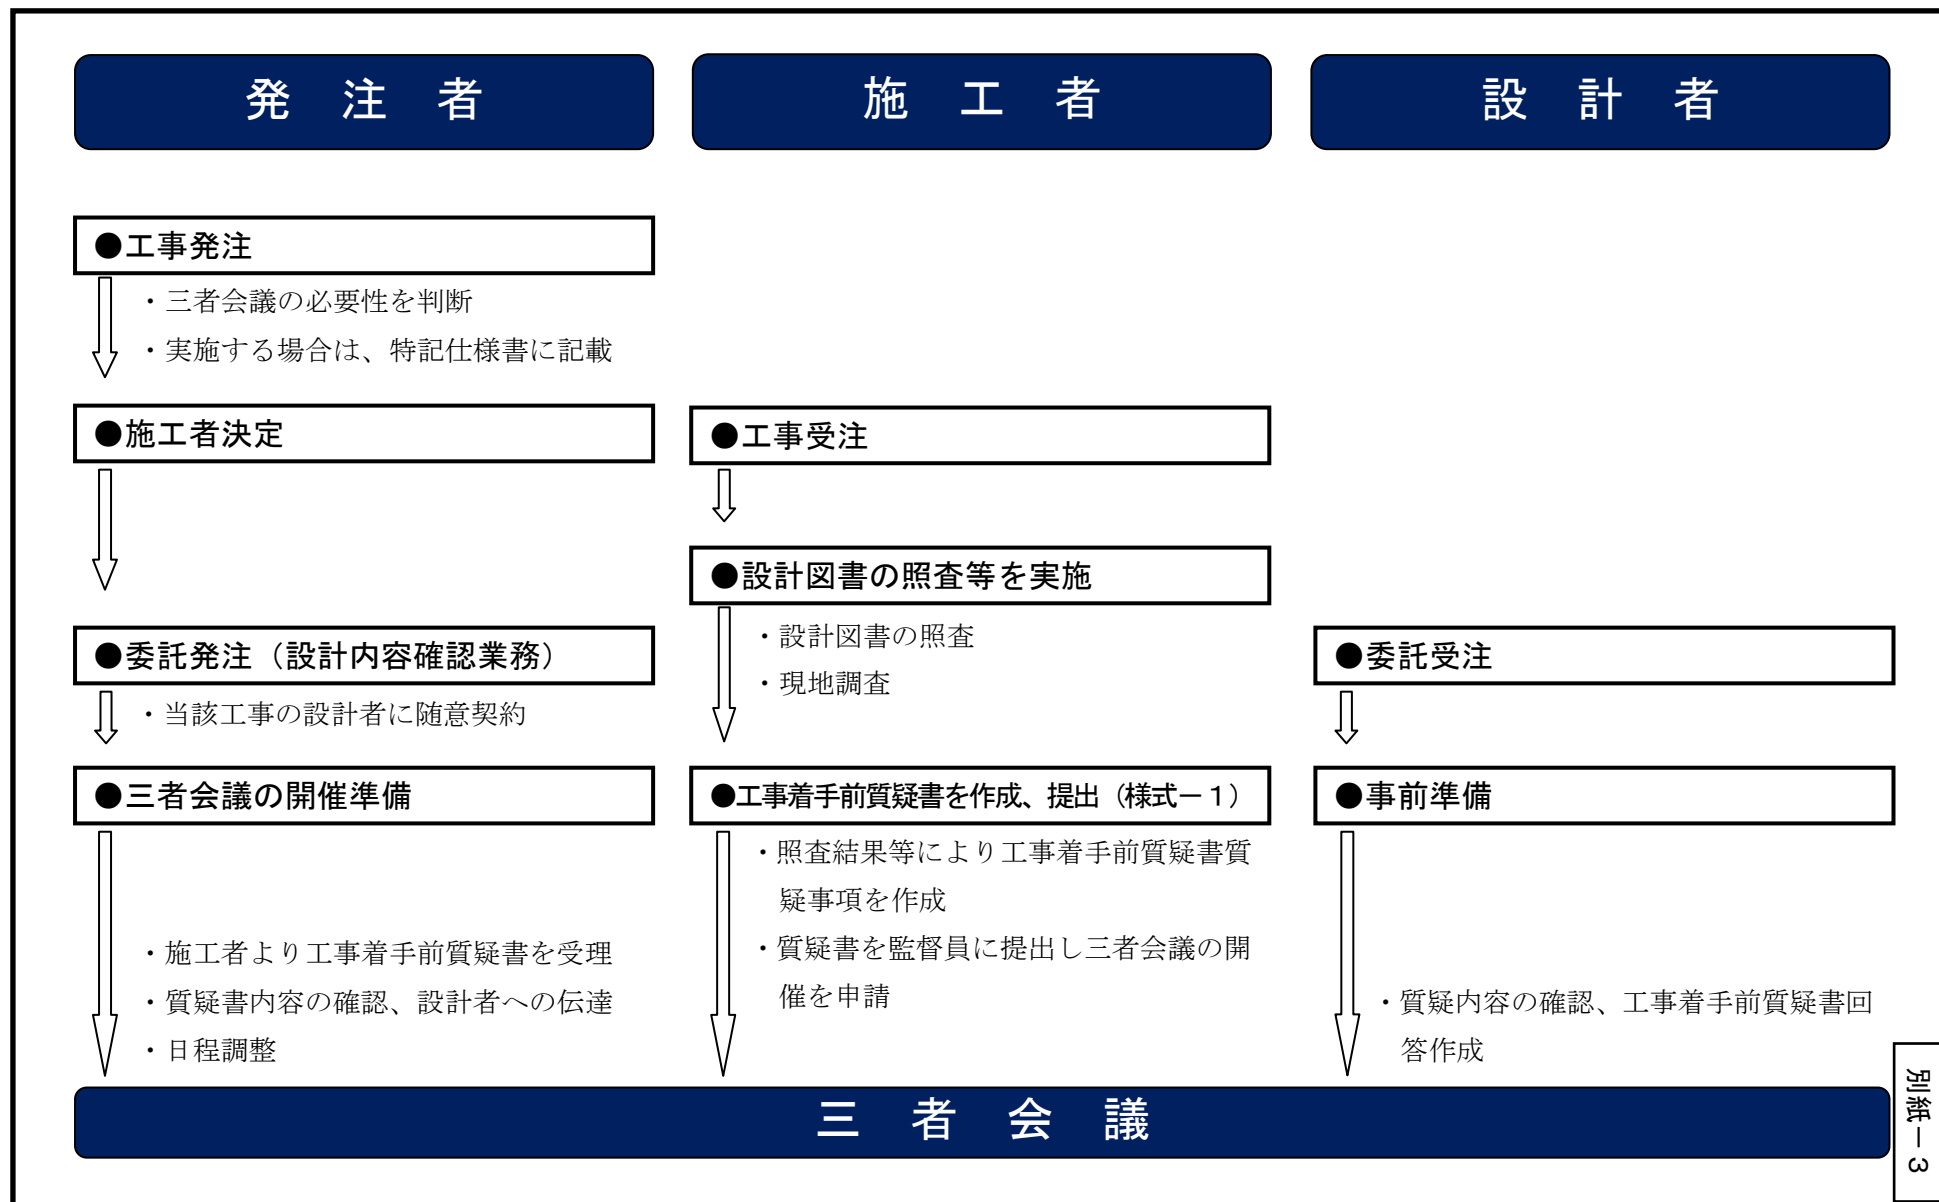 発注者
施工者
設計者
●工事発注
・三者会議の必要性を判断
・実施する場合は、特記仕様書に記載
●施工者決定
●工事受注
●設計図書の照査等を実施
・設計図書の照査
・現地調査
●委託発注（設計内容確認業務）
・当該工事の設計者に随意契約
●委託受注
●三者会議の開催準備
●工事着手前質疑書を作成、提出（様式－１）
●事前準備
・施工者より工事着手前質疑書を受理
・質疑書内容の確認、設計者への伝達
・日程調整
・照査結果等により工事着手前質疑書質
疑事項を作成
・質疑書を監督員に提出し三者会議の開
催を申請
・質疑内容の確認、工事着手前質疑書回
答作成
三者会議
別紙－３